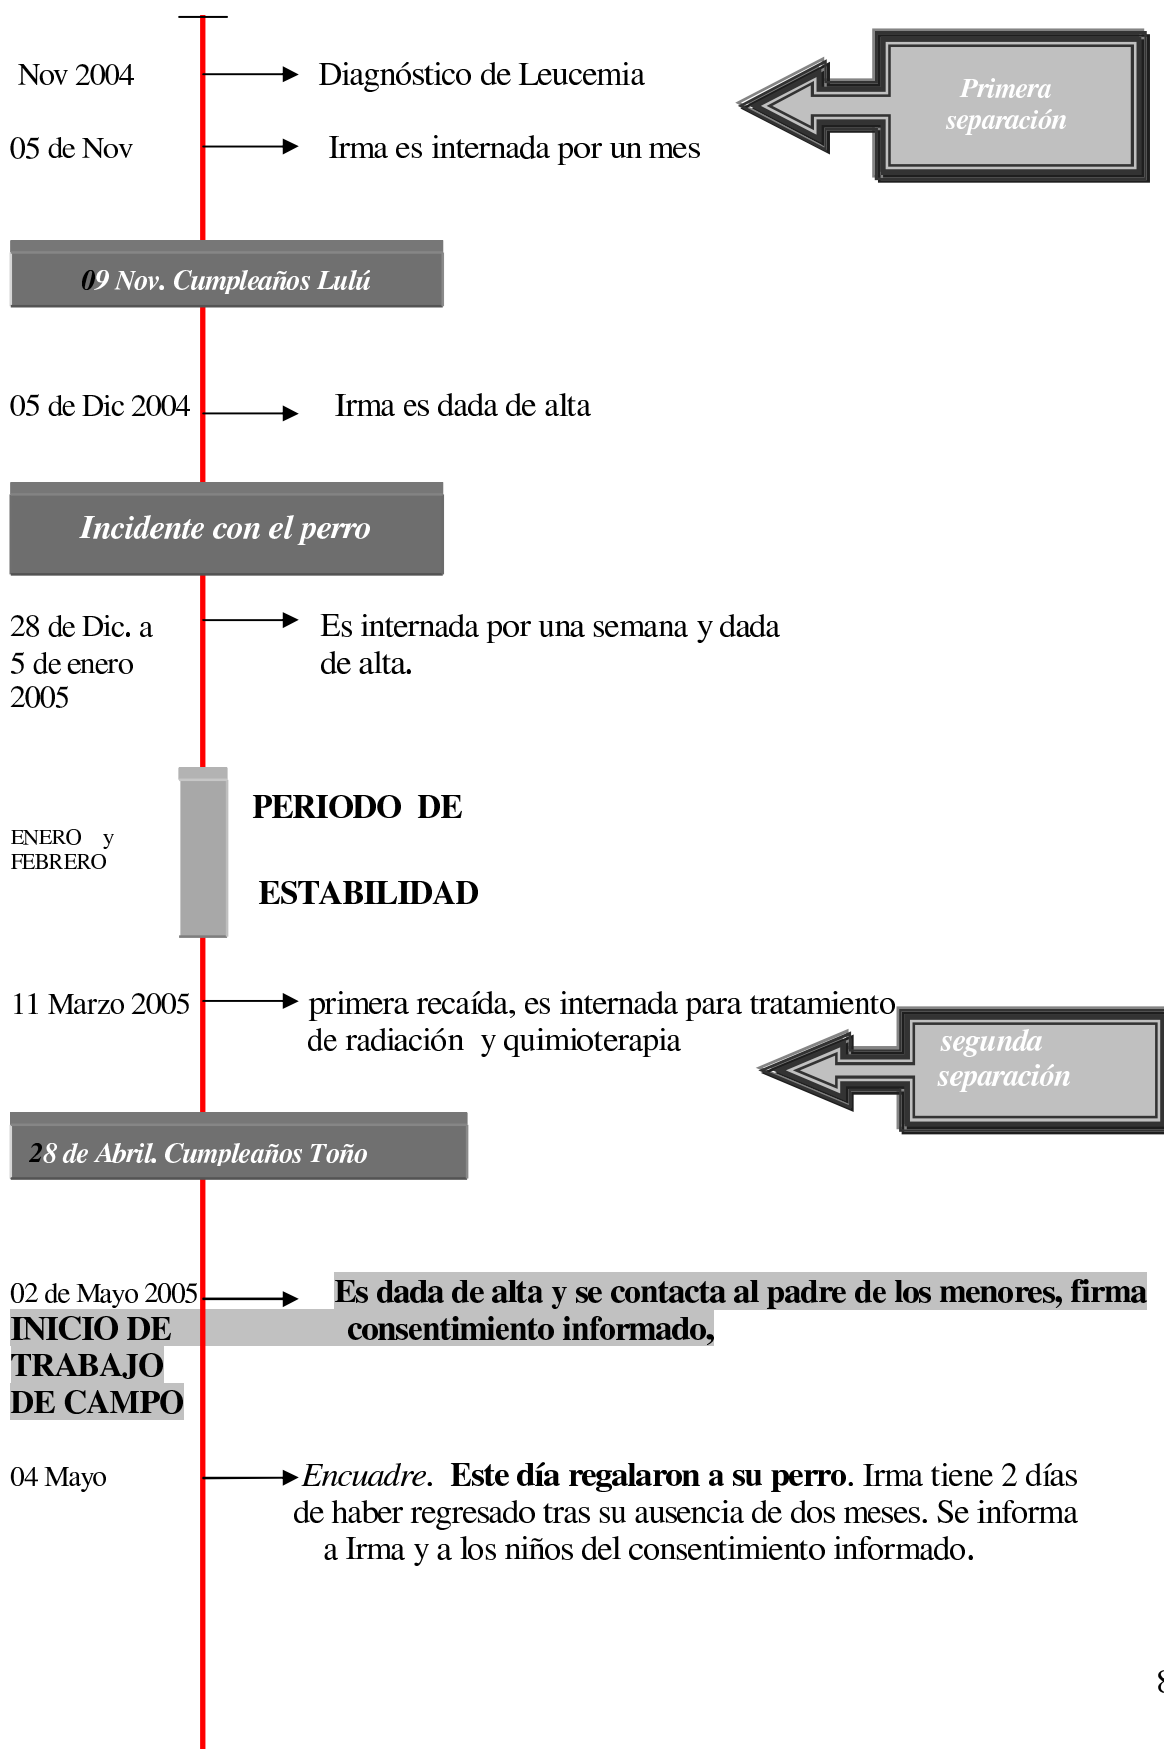 Nov 2004 Diagnóstico de Leucemia
Primera
separación
05 de Nov Irma es internada por un mes
09 Nov. Cumpleaños Lulú
05 de Dic 2004 Irma es dada de alta
Incidente con el perro
28 de Dic. a Es internada por una semana y dada
5 de enero de alta.
2005
PERIODO DE
ENERO y
FEBRERO
ESTABILIDAD
11 Marzo 2005 primera recaída, es internada para tratamiento
de radiación y quimioterapia
segunda
separación
28 de Abril. Cumpleaños Toño
02 de Mayo 2005 Es dada de alta y se contacta al padre de los menores, firma
INICIO DE consentimiento informado,
TRABAJO
DE CAMPO
04 Mayo Encuadre. Este día regalaron a su perro. Irma tiene 2 días
de haber regresado tras su ausencia de dos meses. Se informa
a Irma y a los niños del consentimiento informado.